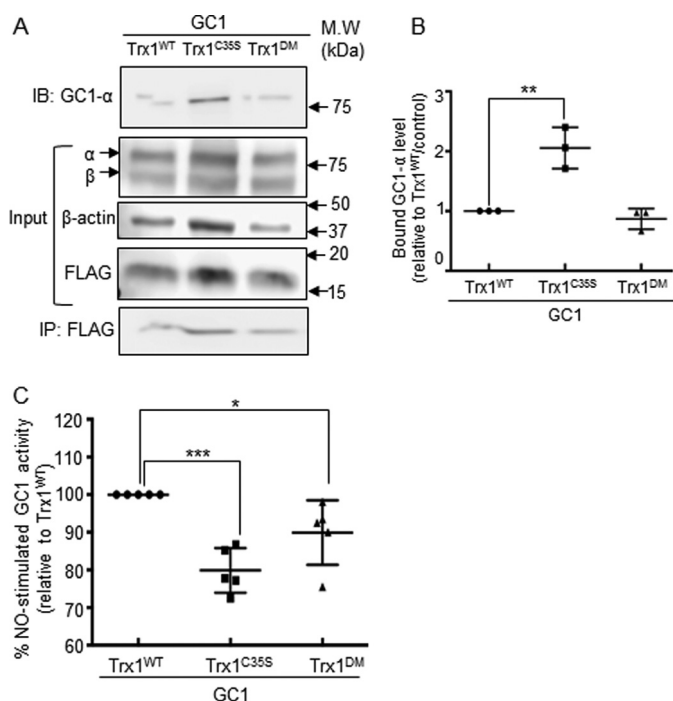 A
GC1
M.W
(kDa)
Trx1WT Trx1C35S Trx1DM
IB: GC1-α
75
Input
α
β
75
β-actin
50
37
FLAG
20
15
IP: FLAG
B
Bound GC1-α level
(relative to Trx1WT/control)
3
2
1
0
**
Trx1WT Trx1C35S Trx1DM
GC1
C
% NO-stimulated GC1 activity
(relative to Trx1WT)
120
110
100
90
80
70
60
*
***
Trx1WT Trx1C35S Trx1DM
GC1